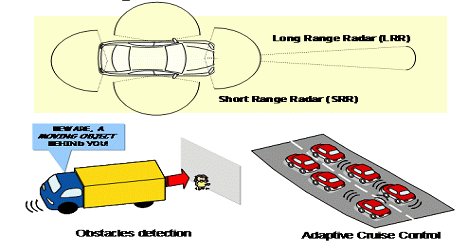 Long Range Radar (LRR)
Short Range Radar (SRR)
BEWARE, A
MOVING OBJECT
BEHIND YOU!
Obstacles detection
Adaptive Cruise Control